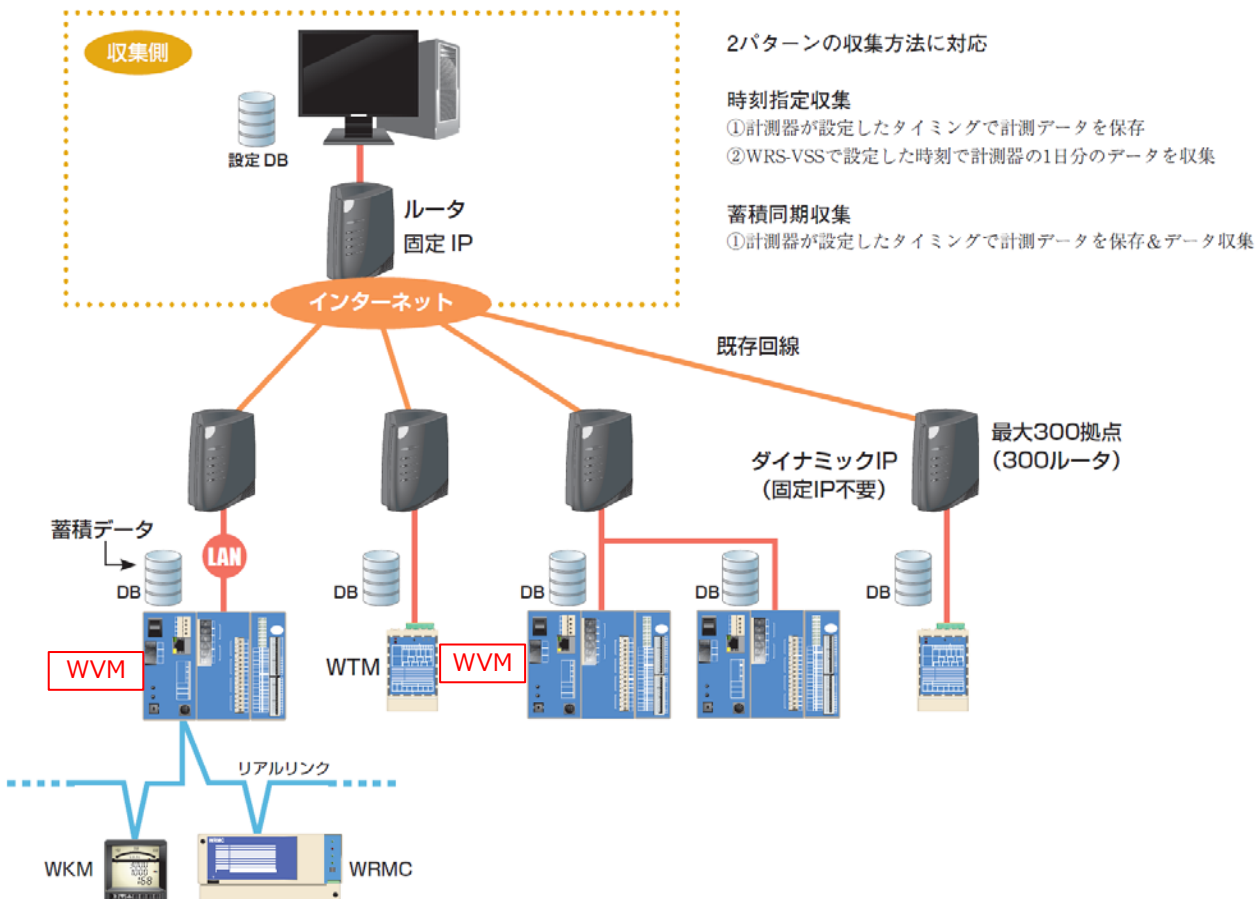 収集側
設定 DB
ルータ
固定 IP
インターネット
2パターンの収集方法に対応
時刻指定収集
①計測器が設定したタイミングで計測データを保存
②WRS-VSSで設定した時刻で計測器の1日分のデータを収集
蓄積同期収集
①計測器が設定したタイミングで計測データを保存&データ収集
既存回線
最大300拠点
(300ルータ)
ダイナミックIP
(固定IP不要)
蓄積データ
LAN
DB
DB
DB
DB
DB
WVM
WTM
WVM
リアルリンク
WKM
WRMC
WRMC